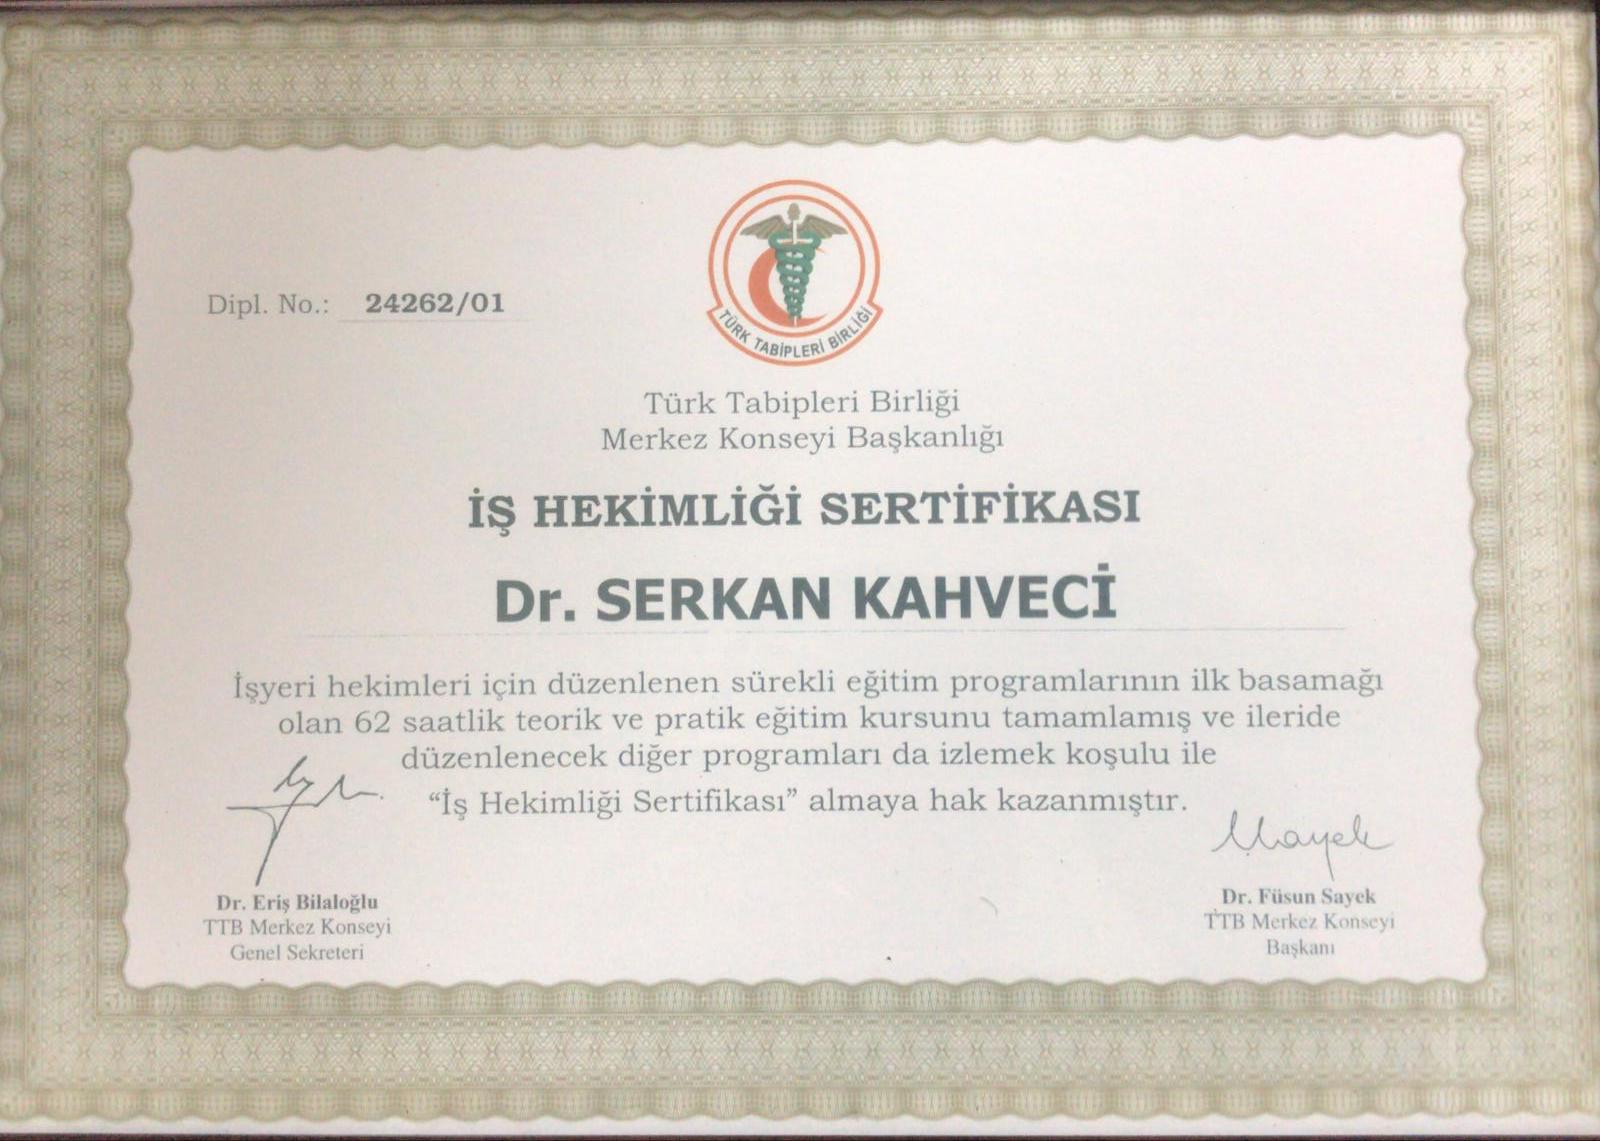 TÜRK TABİPLERİ BİRLİĞİ
Dipl. No.: 24262/01
Türk Tabipleri Birliği
Merkez Konseyi Başkanlığı
İŞ HEKİMLİĞİ SERTİFİKASI
Dr. SERKAN KAHVECİ
İşyeri hekimleri için düzenlenen sürekli eğitim programlarının ilk basamağı
olan 62 saatlik teorik ve pratik eğitim kursunu tamamlamış ve ileride
düzenlenecek diğer programları da izlemek koşulu ile
“İş Hekimliği Sertifikası” almaya hak kazanmıştır.
Dr. Eriş Bilaloğlu
TTB Merkez Konseyi
Genel Sekreteri
Dr. Füsun Sayek
TTB Merkez Konseyi
Başkanı